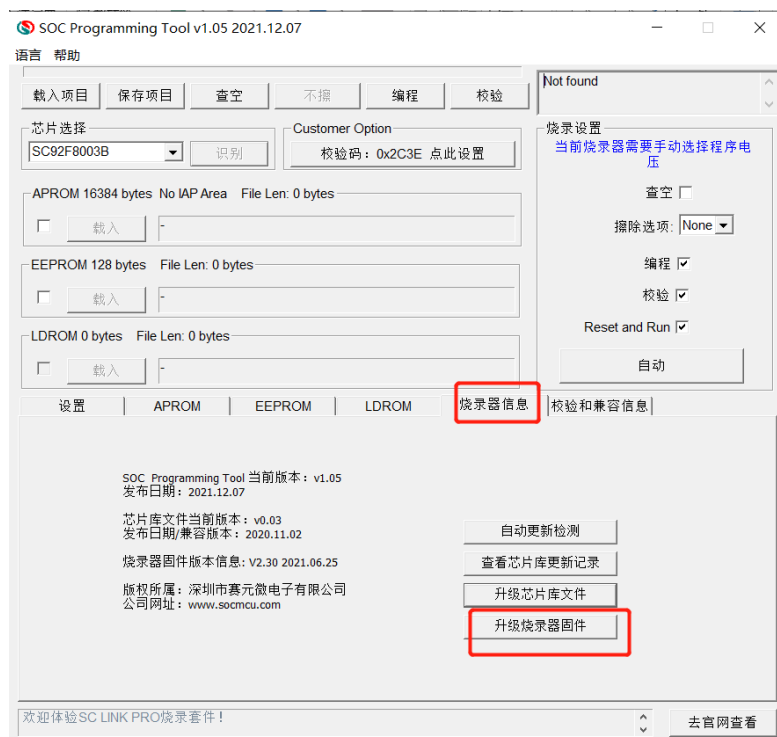 SOC Programming Tool v1.05 2021.12.07
语言 帮助
载入项目 保存项目 查空 不擦 编程 校验
Not found
芯片选择
SC92F8003B 识别
Customer Option
校验码：0x2C3E 点此设置
烧录设置
当前烧录器需要手动选择程序电
压
查空
擦除选项: None
编程
校验
Reset and Run
自动
APROM 16384 bytes No IAP Area File Len: 0 bytes
载入 -
EEPROM 128 bytes File Len: 0 bytes
载入 -
LDROM 0 bytes File Len: 0 bytes
载入 -
设置 APROM EEPROM LDROM 烧录器信息 校验和兼容信息
SOC Programming Tool 当前版本：v1.05
发布日期：2021.12.07
芯片库文件当前版本：v0.03
发布日期/兼容版本：2020.11.02
烧录器固件版本信息: V2.30 2021.06.25
版权所属：深圳市赛元微电子有限公司
公司网址：www.socmcu.com
自动更新检测
查看芯片库更新记录
升级芯片库文件
升级烧录器固件
欢迎体验SC LINK PRO烧录套件！
去官网查看